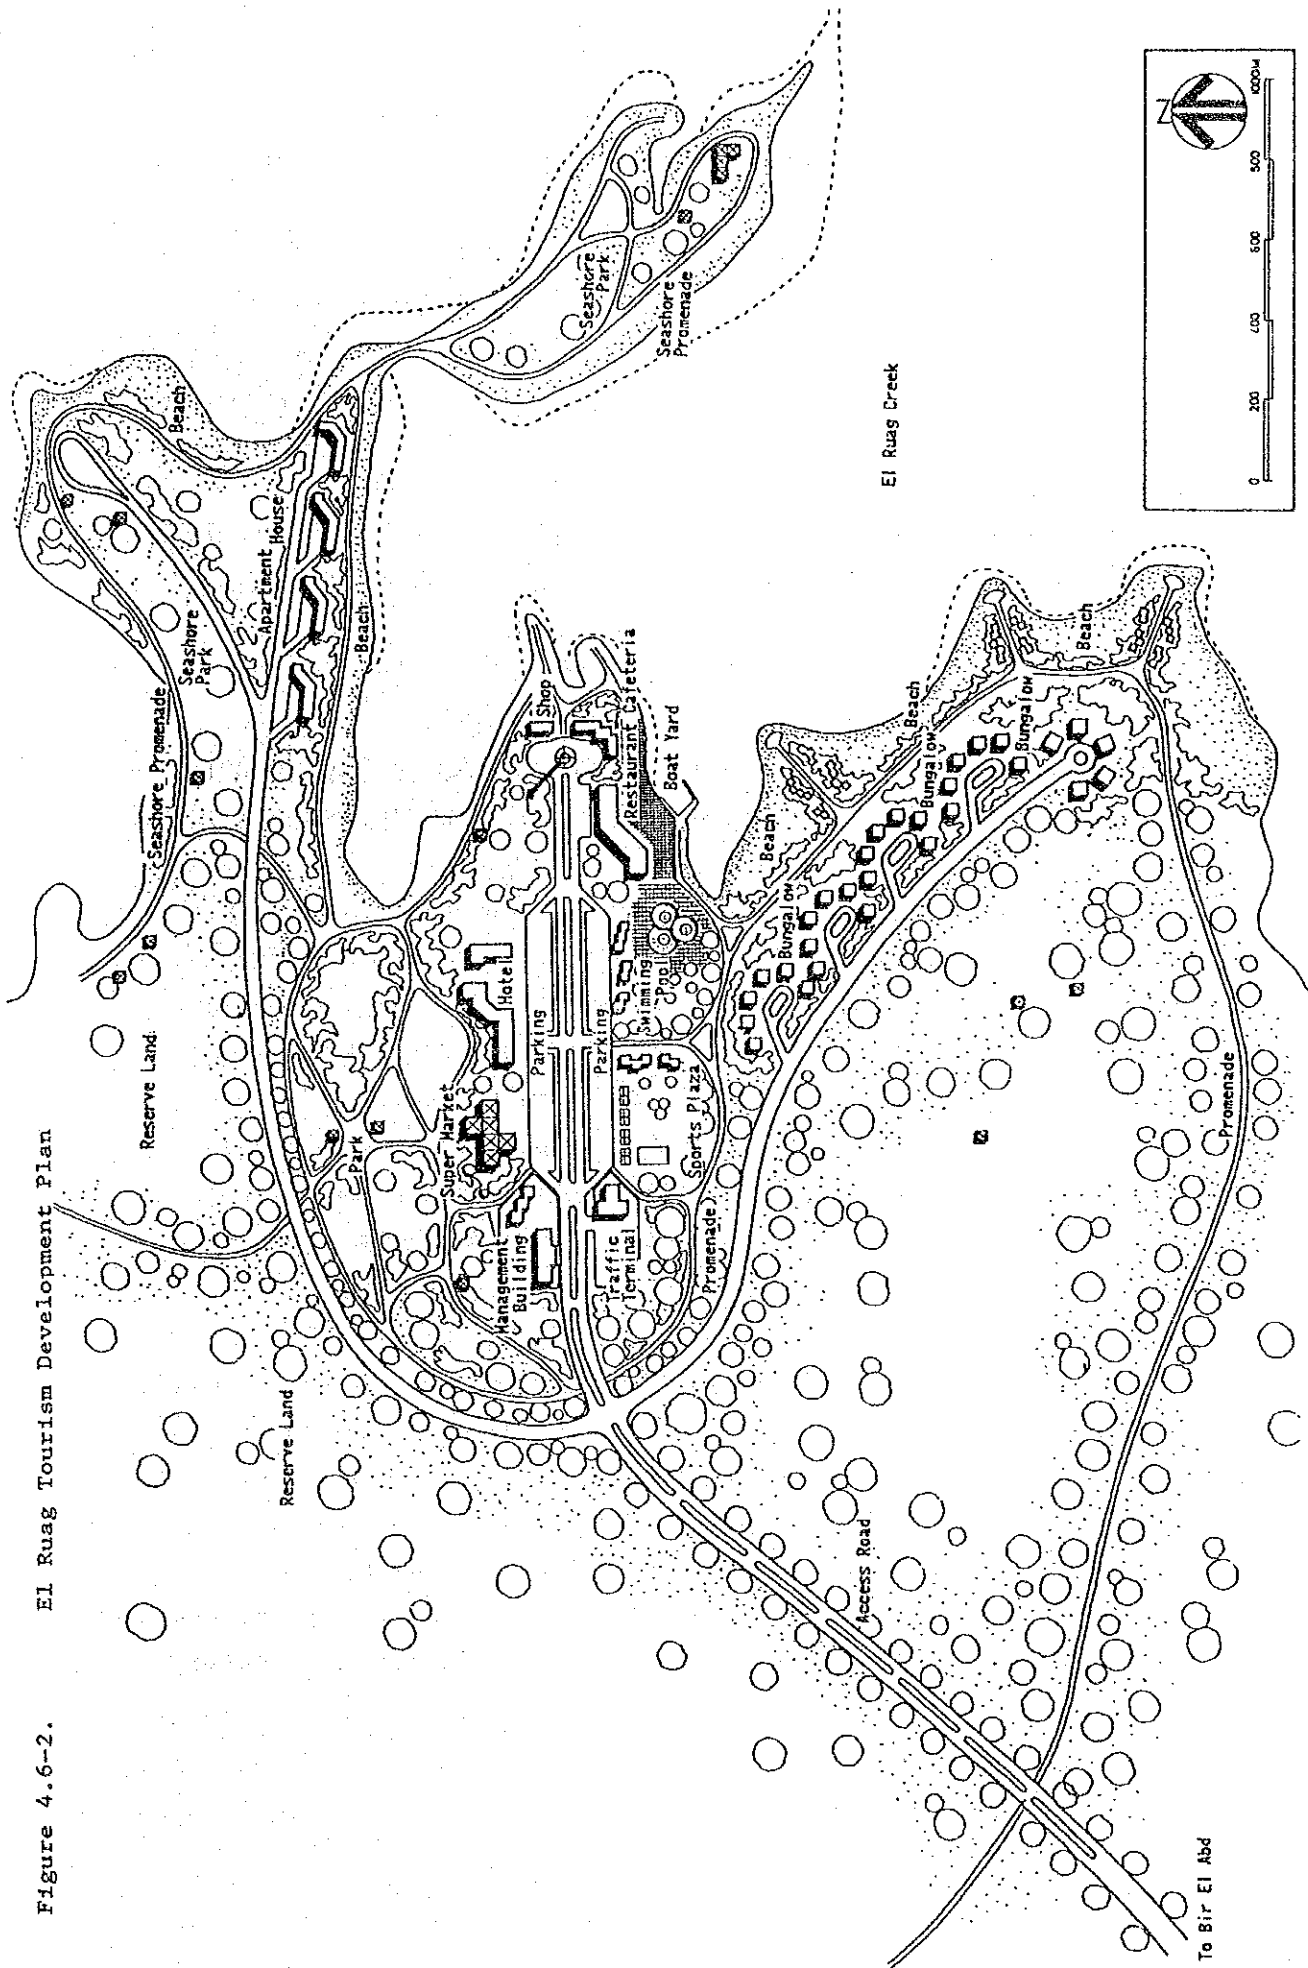 Figure 4.6-2. El Ruag Tourism Development Plan
Reserve Land
Reserve Land
Seashore Promenade
Seashore
Park
Beach
Apartment
House
Beach
Seashore
Park
Seashore
Promenade
Park
Super Market
Hotel
Management
Building
Parking
Parking
Shop
Restaurant Cafeteria
Boat Yard
Traffic
Terminal
Swimming
Pool
Sports Plaza
Promenade
El Ruag Creek
Beach
Beach
Beach
Bungalow
Bungalow
Bungalow
Access Road
Promenade
To Bir El Abd
N
0 200 400 600 500 1000M